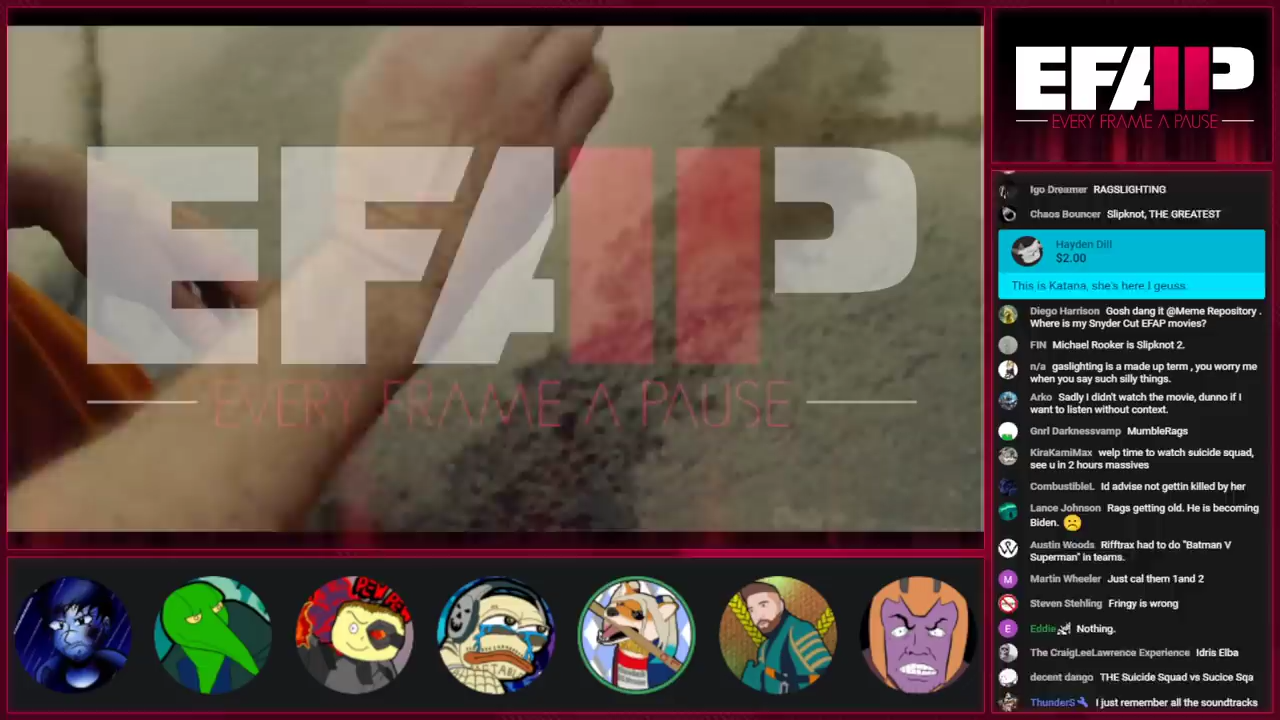 EFAP
EVERY FRAME A PAUSE
PEW PEW
EFAP
EVERY FRAME A PAUSE
Igo Dreamer RAGSLIGHTING
Chaos Bouncer Slipknot, THE GREATEST
Hayden Dill
$2.00
This is Katana, she's here I geuss.
Diego Harrison Gosh dang it @Meme Repository .
Where is my Snyder Cut EFAP movies?
FIN Michael Rooker is Slipknot 2.
n/a gaslighting is a made up term , you worry me
when you say such silly things.
Arko Sadly I didn't watch the movie, dunno if I
want to listen without context.
Gnrl Darknessvamp MumbleRags
KiraKamiMax welp time to watch suicide squad,
see u in 2 hours massives
CombustibleL Id advise not gettin killed by her
Lance Johnson Rags getting old. He is becoming
Biden.
Austin Woods Rifftrax had to do "Batman V
Superman" in teams.
M Martin Wheeler Just cal them 1and 2
Steven Stehling Fringy is wrong
E Eddie Nothing.
The CraigLeeLawrence Experience Idris Elba
decent dango THE Suicide Squad vs Sucice Sqa
ThunderS I just remember all the soundtracks